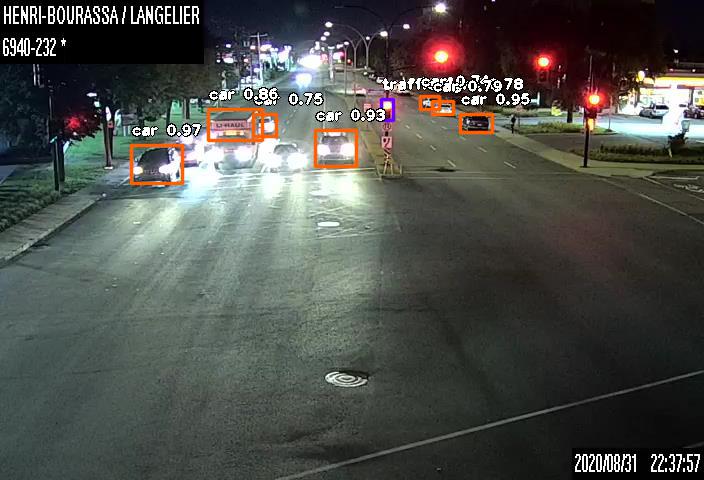 HENRI-BOURASSA / LANGELIER
6940-232 *
car 0.86
car 0.75
car 0.97
car 0.93
car 0.95
U-HAUL
2020/08/31 22:37:57